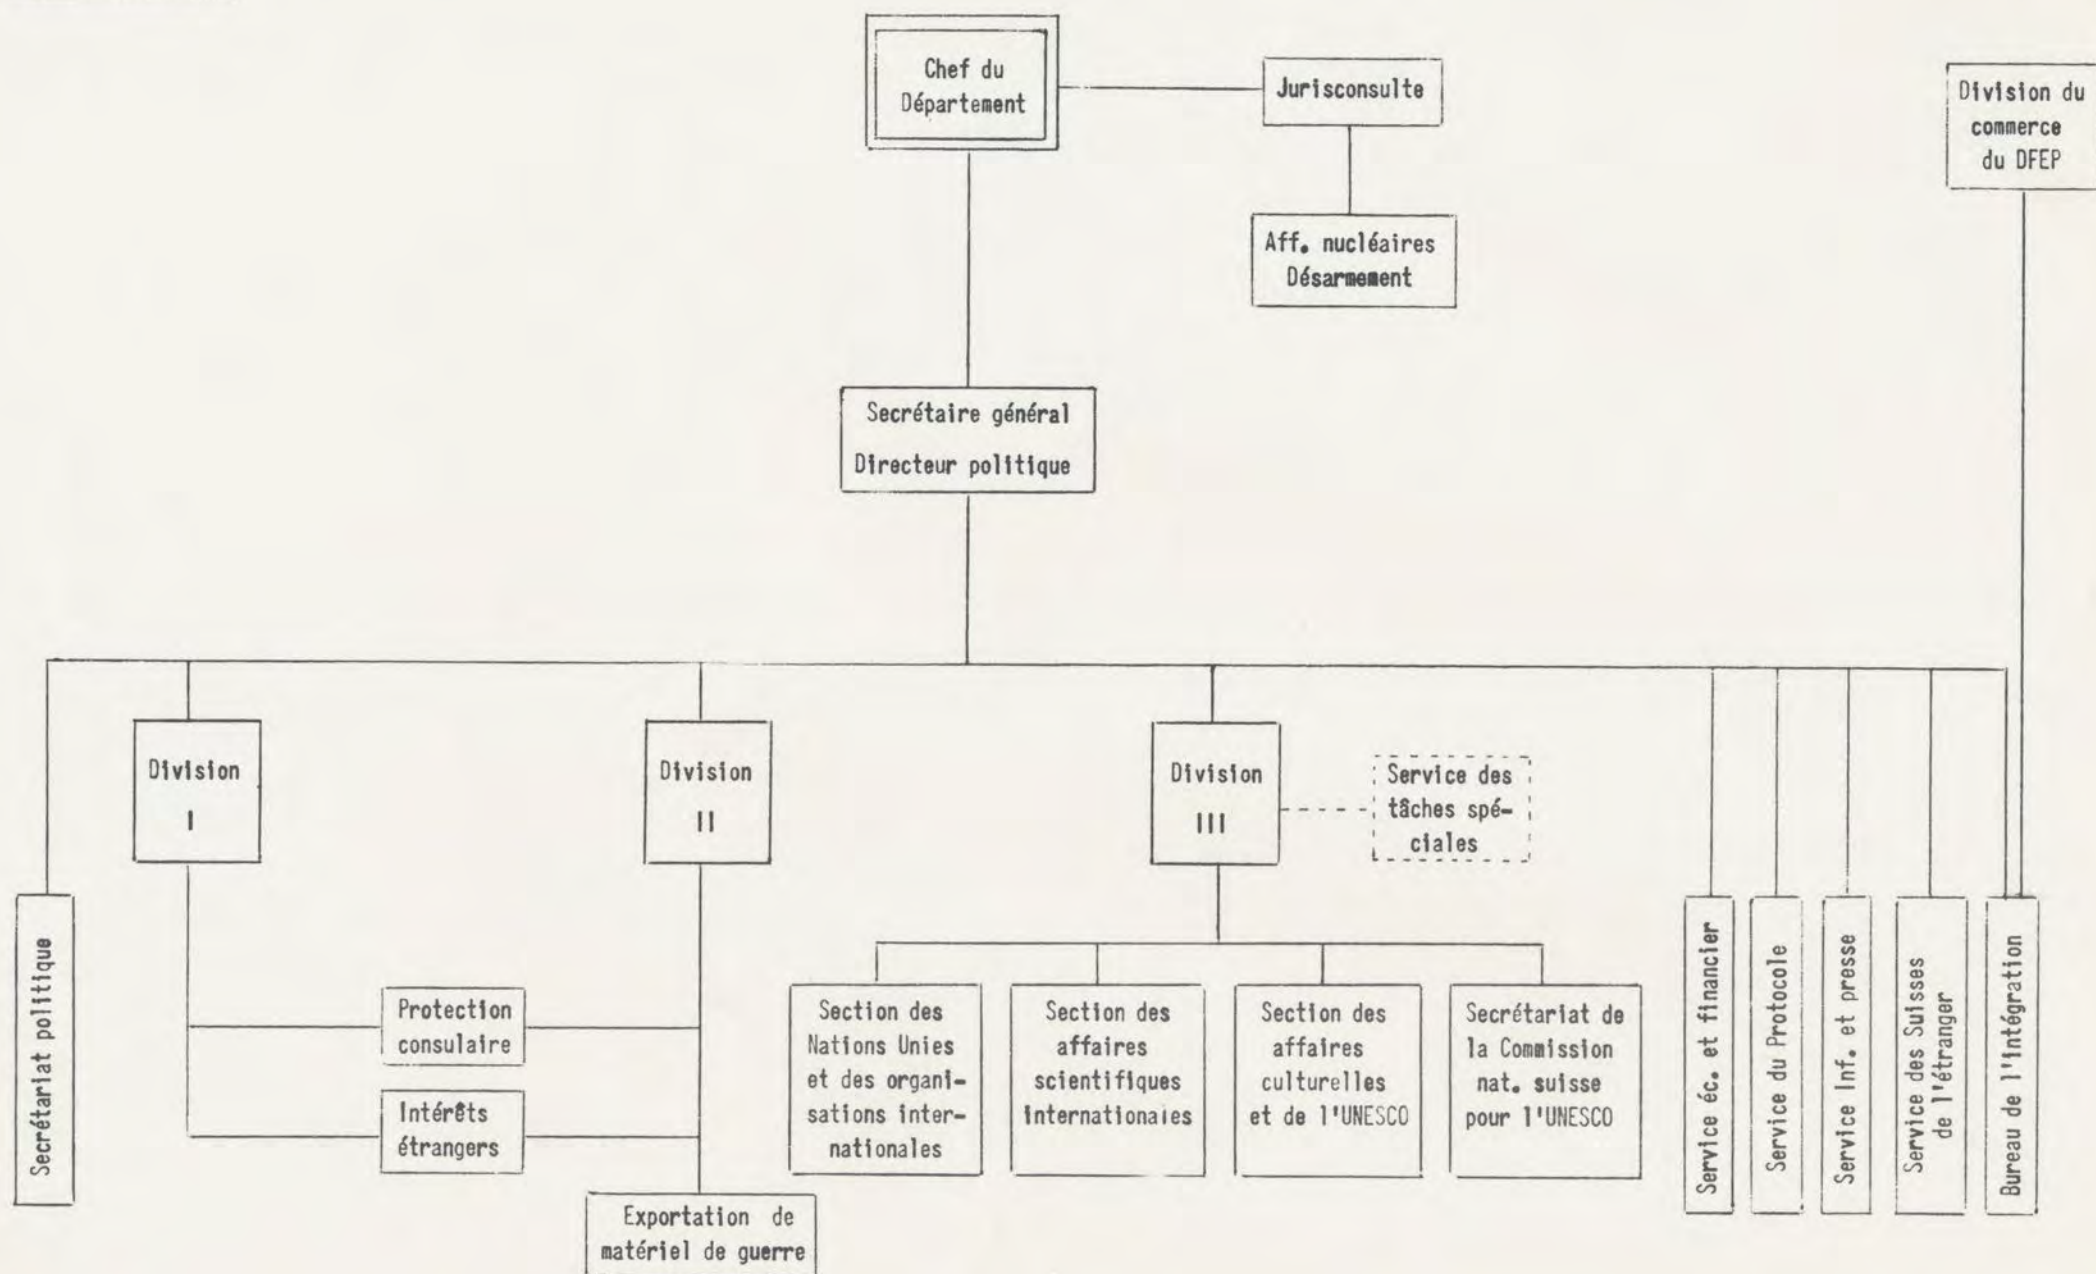 Chef du
Département
Jurisconsulte
Division du
commerce
du DFEP
Aff. nucléaires
Désarmement
Secrétaire général
Directeur politique
Division
I
Division
II
Division
III
Service des
tâches spé-
ciales
Secrétariat politique
Protection
consulaire
Intérêts
étrangers
Exportation de
matériel de guerre
Section des
Nations Unies
et des organi-
sations inter-
nationales
Section des
affaires
scientifiques
internationales
Section des
affaires
culturelles
et de l'UNESCO
Secrétariat de
la Commission
nat. suisse
pour l'UNESCO
Service éc. et financier
Service du Protocole
Service Inf. et presse
Service des Suisses
de l'étranger
Bureau de l'intégration